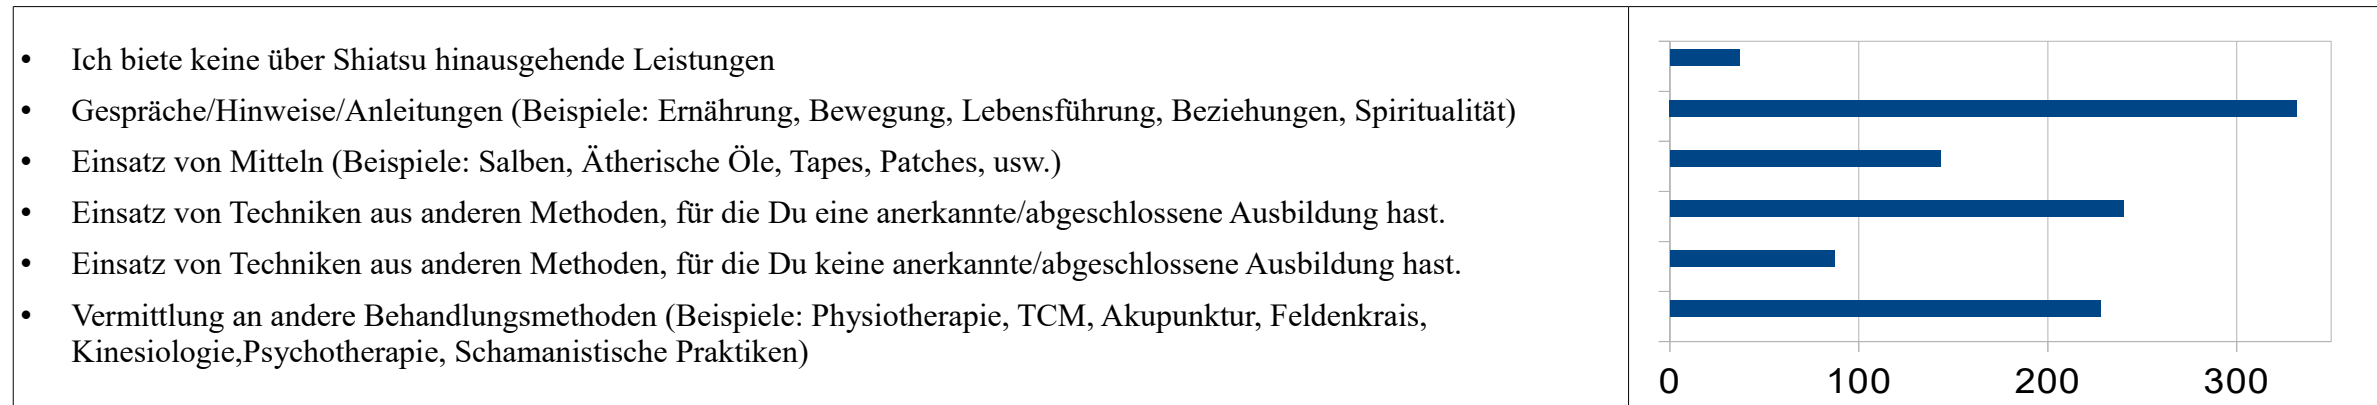 • Ich biete keine über Shiatsu hinausgehende Leistungen
• Gespräche/Hinweise/Anleitungen (Beispiele: Ernährung, Bewegung, Lebensführung, Beziehungen, Spiritualität)
• Einsatz von Mitteln (Beispiele: Salben, Ätherische Öle, Tapes, Patches, usw.)
• Einsatz von Techniken aus anderen Methoden, für die Du eine anerkannte/abgeschlossene Ausbildung hast.
• Einsatz von Techniken aus anderen Methoden, für die Du keine anerkannte/abgeschlossene Ausbildung hast.
• Vermittlung an andere Behandlungsmethoden (Beispiele: Physiotherapie, TCM, Akupunktur, Feldenkrais,
Kinesiologie,Psychotherapie, Schamanistische Praktiken)
0 100 200 300